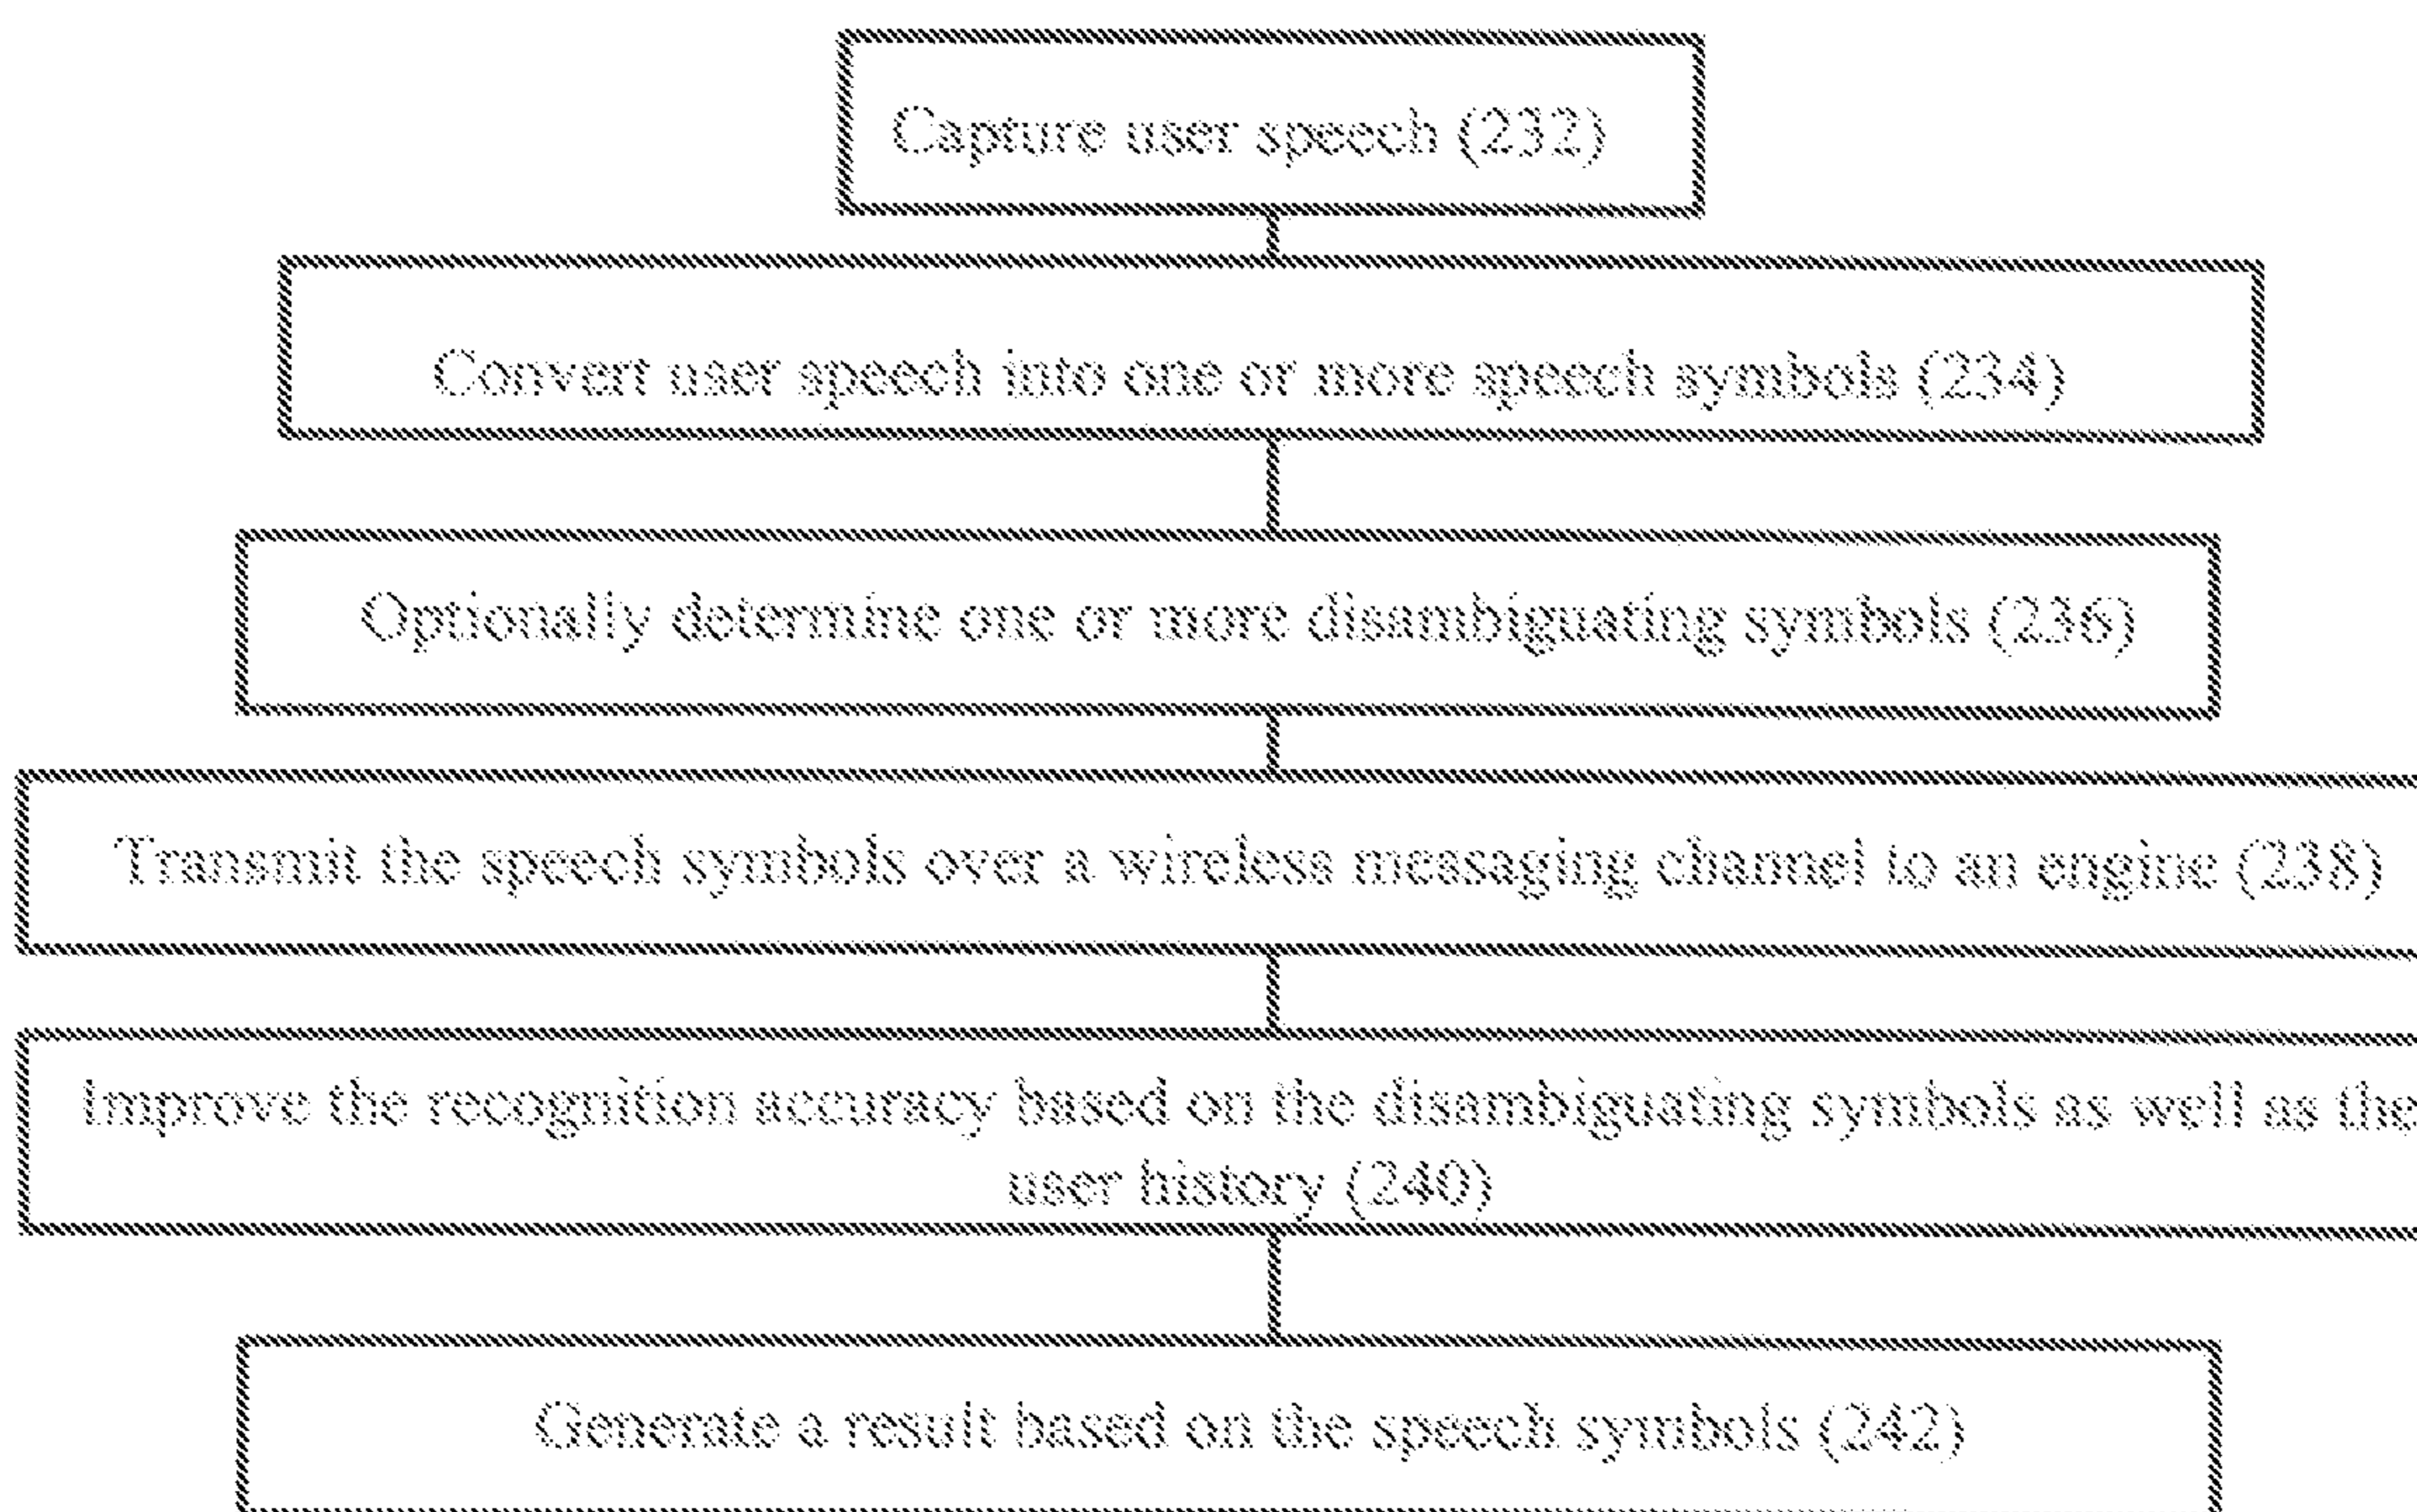 Capture user speech (232)
Convert user speech into one or more speech symbols (234)
Optionally determine one or more disambiguating symbols (236)
Transmit the speech symbols over a wireless messaging channel to an engine (238)
Improve the recognition accuracy based on the disambiguating symbols as well as the
user history (240)
Generate a result based on the speech symbols (242)